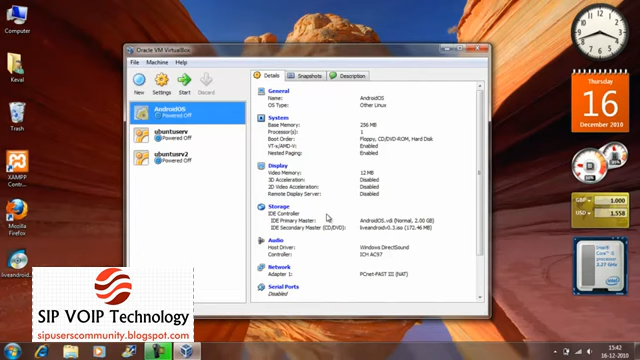 Computer
Keval
Trash
XAMPP
Control
Mozilla
Firefox
liveandroi...
Oracle VM VirtualBox
File Machine Help
New Settings Start Discard
Details Snapshots Description
AndroidOS
Powered Off
ubuntuserv
Powered Off
ubuntusrv2
Powered Off
General
Name: AndroidOS
OS Type: Other Linux
System
Base Memory: 256 MB
Processor(s): 1
Boot Order: Floppy, CD/DVD-ROM, Hard Disk
VT-x/AMD-V: Enabled
Nested Paging: Enabled
Display
Video Memory: 12 MB
3D Acceleration: Disabled
2D Video Acceleration: Disabled
Remote Display Server: Disabled
Storage
IDE Controller
IDE Primary Master: AndroidOS.vdi (Normal, 2.00 GB)
IDE Secondary Master (CD/DVD): liveandroidv0.3.iso (172.46 MB)
Audio
Host Driver: Windows DirectSound
Controller: ICH AC97
Network
Adapter 1: PCnet-FAST III (NAT)
Serial Ports
Disabled
Thursday
16
December 2010
GBP 1.000
USD 1.558
SIP VOIP Technology
sipuserscommunity.blogspot.com
15:42
16-12-2010